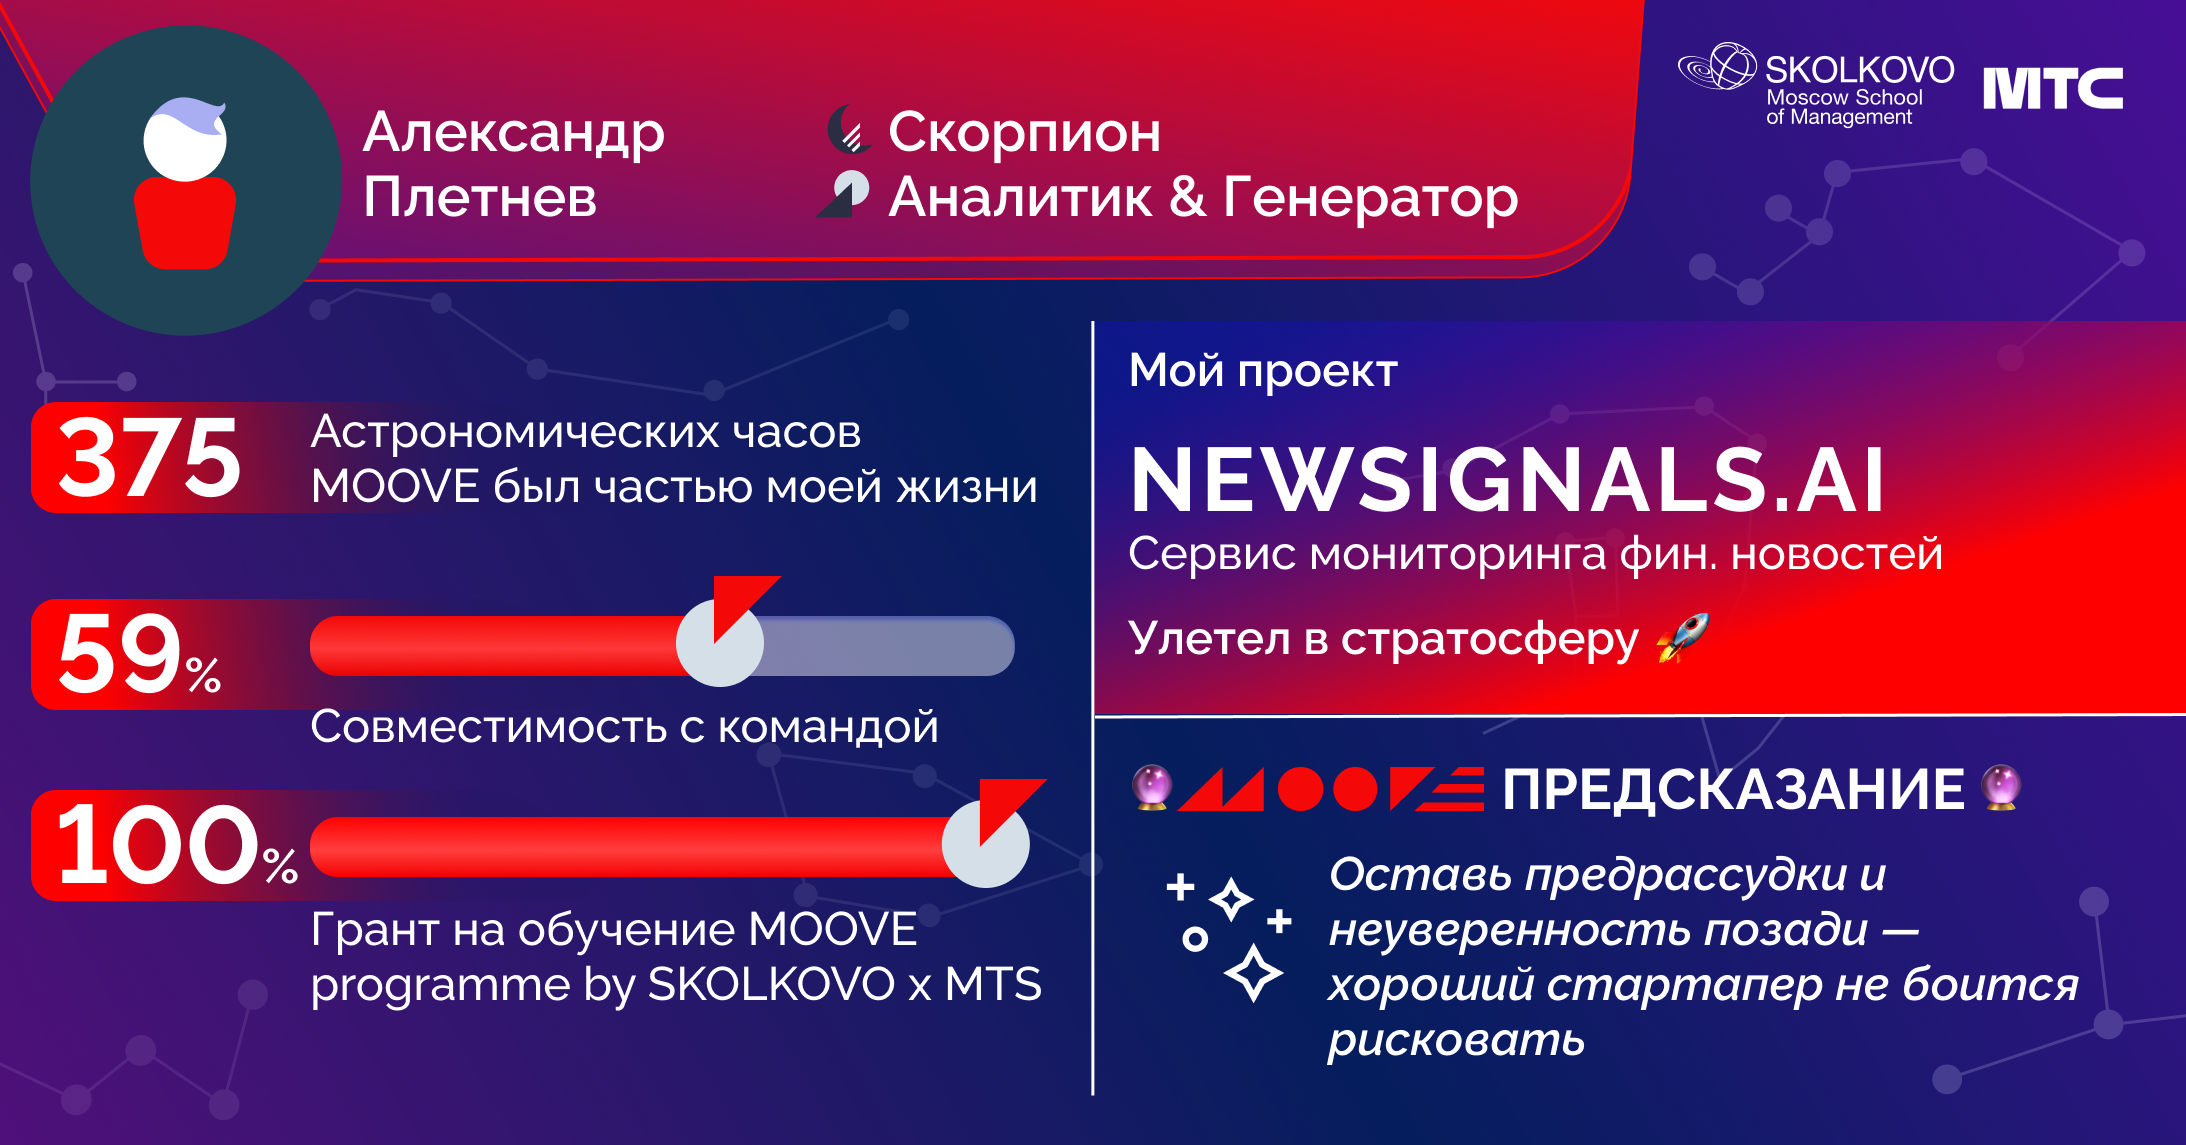 Александр
Плетнев
Скорпион
Аналитик & Генератор
SKOLKOVO
Moscow School
of Management
МТС
375
Астрономических часов
MOOVE был частью моей жизни
59%
Совместимость с командой
100%
Грант на обучение MOOVE
programme by SKOLKOVO x MTS
Мой проект
NEWSIGNALS.AI
Сервис мониторинга фин. новостей
Улетел в стратосферу 🚀
🔮 MOOVE ПРЕДСКАЗАНИЕ 🔮
Оставь предрассудки и
неуверенность позади —
хороший стартапер не боится
рисковать